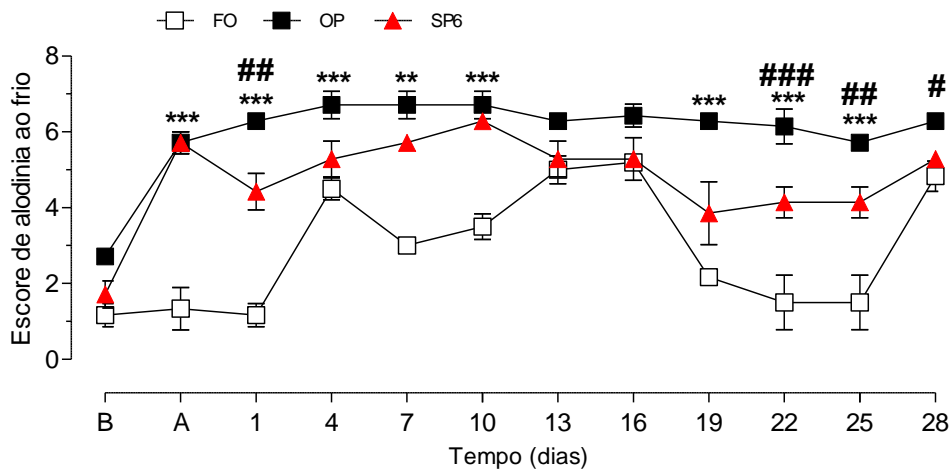 FO OP SP6
8
6
4
2
0
Escore de alodinia ao frio
## ### ## #
*** *** *** ** *** *** *** ***
B A 1 4 7 10 13 16 19 22 25 28
Tempo (dias)